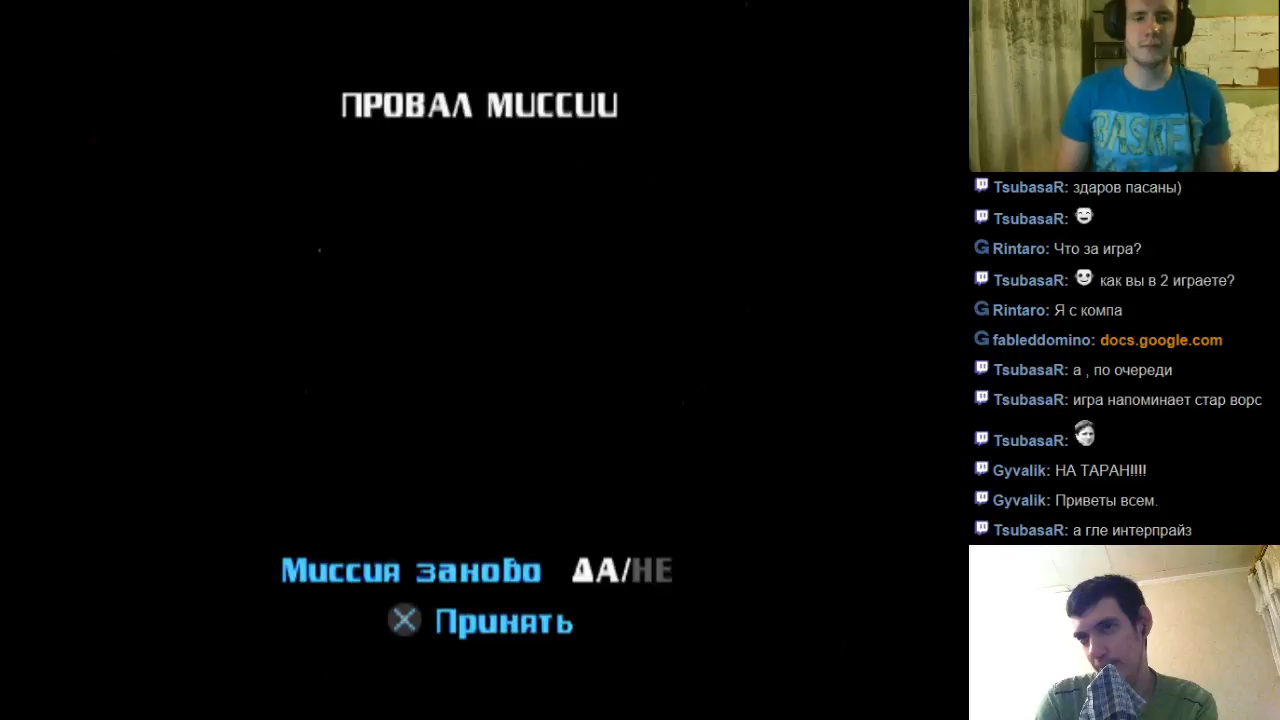 ПРОВАЛ МИССИИ
Миссия заново ДА/НЕ
Принять
BASKET
TsubasaR: здаров пасаны)
TsubasaR:
Rintaro: Что за игра?
TsubasaR: как вы в 2 играете?
Rintaro: Я с компа
fableddomino: docs.google.com
TsubasaR: а , по очереди
TsubasaR: игра напоминает стар ворс
TsubasaR:
Gyvalik: НА ТАРАН!!!!
Gyvalik: Приветы всем.
TsubasaR: а гле интерпрайз